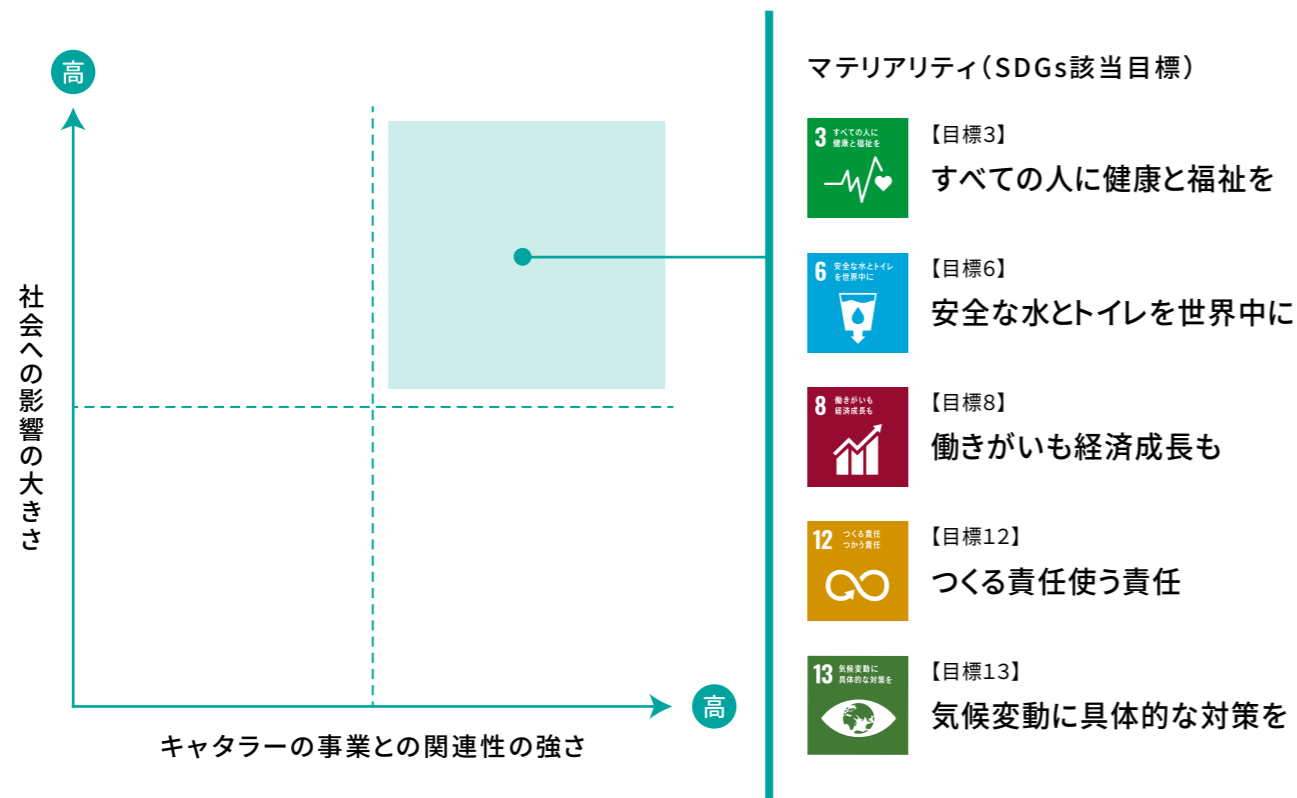 高
社会への影響の大きさ
高
キャタラーの事業との関連性の強さ
マテリアリティ（SDGs該当目標）
3 すべての人に
健康と福祉を
【目標3】
すべての人に健康と福祉を
6 安全な水とトイレ
を世界中に
【目標6】
安全な水とトイレを世界中に
8 働きがいも
経済成長も
【目標8】
働きがいも経済成長も
12 つくる責任
つかう責任
【目標12】
つくる責任使う責任
13 気候変動に
具体的な対策を
【目標13】
気候変動に具体的な対策を